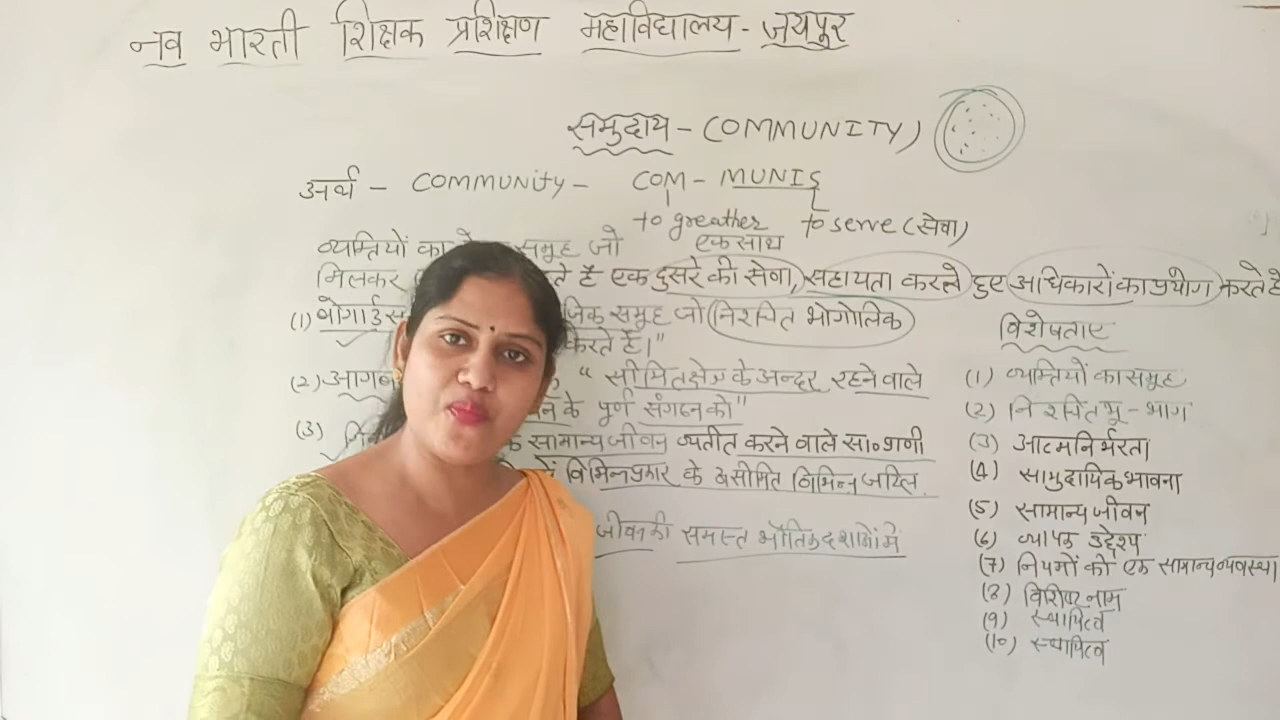 नव भारती शिक्षक प्रशिक्षण महाविद्यालय - जयपुर
समुदाय - (COMMUNITY)
अर्थ - COMMUNITY - COM - MUNIS
to greather to serve (सेवा)
एक साथ
व्यक्तियों का समूह जो
मिलकर है एक दुसरे की सेवा, सहायता करते हुए अधिकारों का प्रयोग करते है
(1) बोगार्डस समूह जो निश्चित भोगोलिक
करते हैं।"
(2) आगबर्न " सीमित क्षेत्र के अन्दर रहने वाले
के पूर्ण संगठन को"
(3) सामान्य जीवन व्यतीत करने वाले सा० प्राणी
विभिन्न प्रकार के असीमित विभिन्न जटिल
जीवन की समस्त भौतिक दशाओं में
विशेषताए
(1) व्यक्तियों का समूह
(2) निश्चित भू - भाग
(3) आत्मनिर्भरता
(4) सामुदायिक भावना
(5) सामान्य जीवन
(6) व्यापक उद्देश्य
(7) नियमों की एक सामान्य व्यवस्था
(8) विशिष्ट नाम
(9) स्थायित्व
(10) स्थायित्व